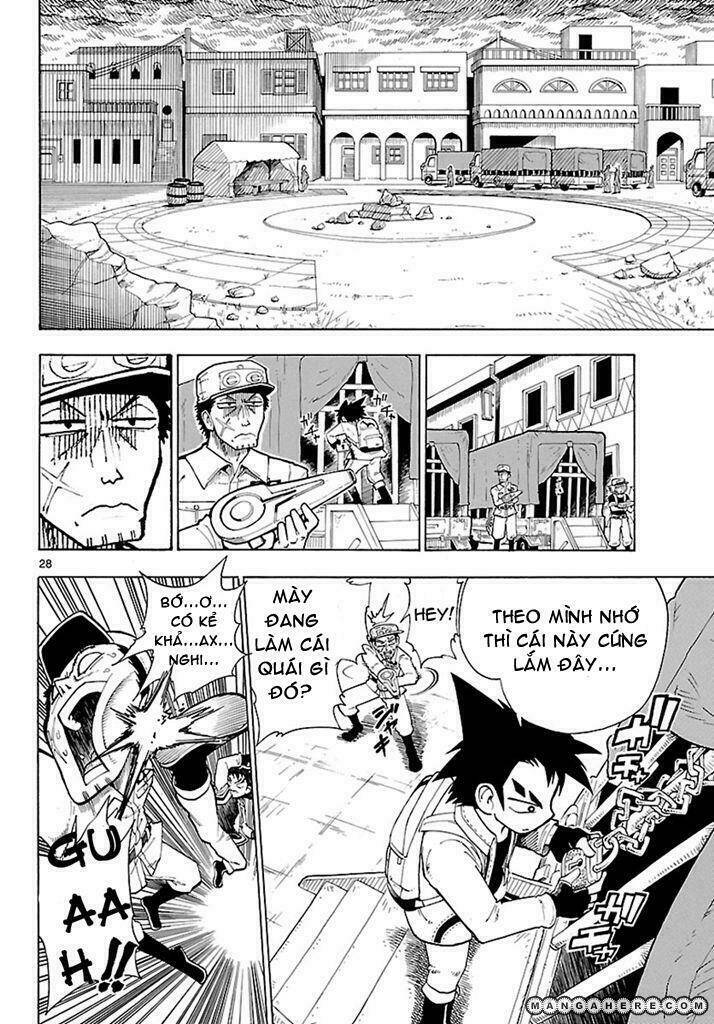 28
THEO MÌNH NHỚ
THÌ CÁI NÀY CỨNG
LẮM ĐÂY...
HEY!
MÀY
ĐANG
LÀM CÁI
QUÁI GÌ
ĐÓ?
BỚ...Ơ...
CÓ KẺ
KHẢ...AX...
NGHI...
GU
AA
H!!
MANGAHERE.COM